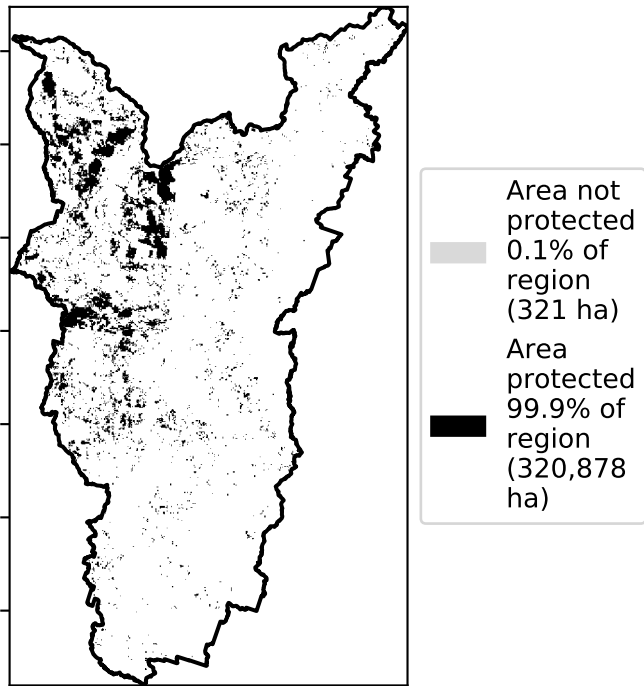 Area not
protected
0.1% of
region
(321 ha)
Area
protected
99.9% of
region
(320,878
ha)